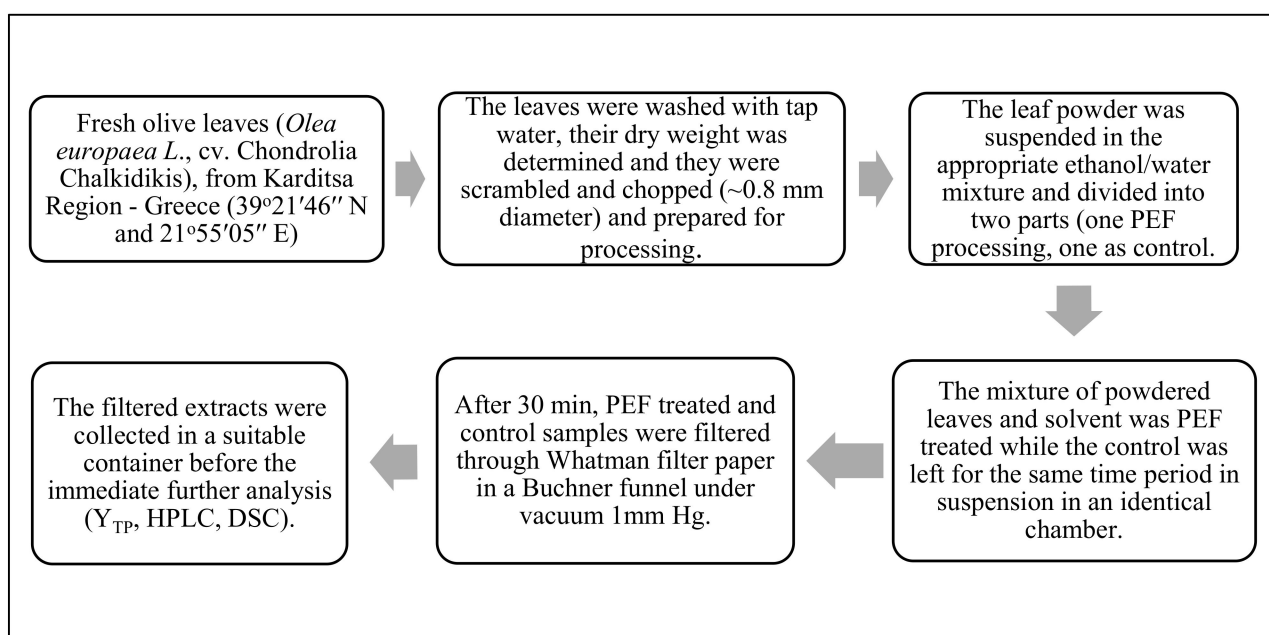 Fresh olive leaves (Olea
europaea L., cv. Chondrolia
Chalkidikis), from Karditsa
Region - Greece (39°21′46′′ N
and 21°55′05′′ E)
The leaves were washed with tap
water, their dry weight was
determined and they were
scrambled and chopped (~0.8 mm
diameter) and prepared for
processing.
The leaf powder was
suspended in the
appropriate ethanol/water
mixture and divided into
two parts (one PEF
processing, one as control.
The mixture of powdered
leaves and solvent was PEF
treated while the control was
left for the same time period in
suspension in an identical
chamber.
After 30 min, PEF treated and
control samples were filtered
through Whatman filter paper
in a Buchner funnel under
vacuum 1mm Hg.
The filtered extracts were
collected in a suitable
container before the
immediate further analysis
(YTP, HPLC, DSC).